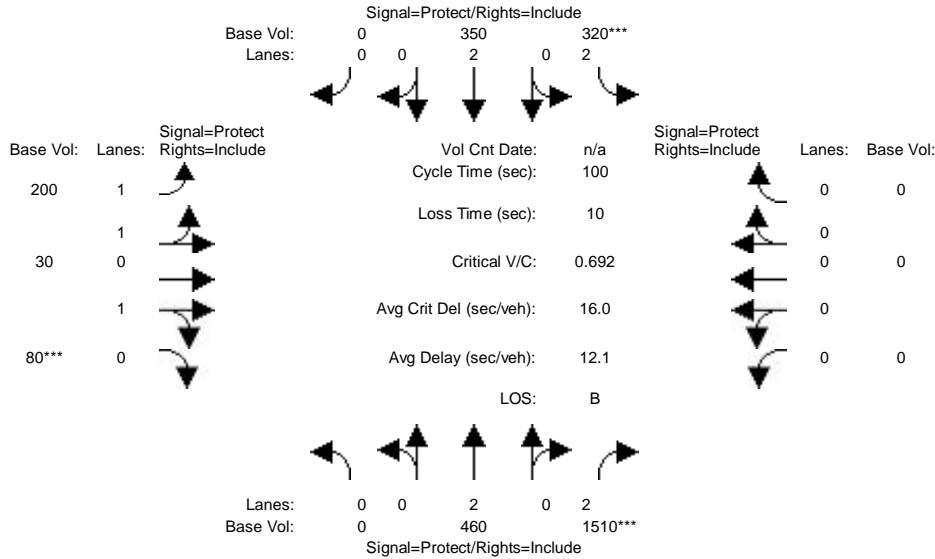 Signal=Protect/Rights=Include
Base Vol: 0 350 320***
Lanes: 0 0 2 0 2
Signal=Protect
Base Vol: Lanes: Rights=Include
200 1
1
30 0
1
80*** 0
Vol Cnt Date: n/a
Cycle Time (sec): 100
Loss Time (sec): 10
Critical V/C: 0.692
Avg Crit Del (sec/veh): 16.0
Avg Delay (sec/veh): 12.1
LOS: B
Signal=Protect
Rights=Include Lanes: Base Vol:
0 0
0
0 0
0
0 0
Lanes: 0 0 2 0 2
Base Vol: 0 460 1510***
Signal=Protect/Rights=Include